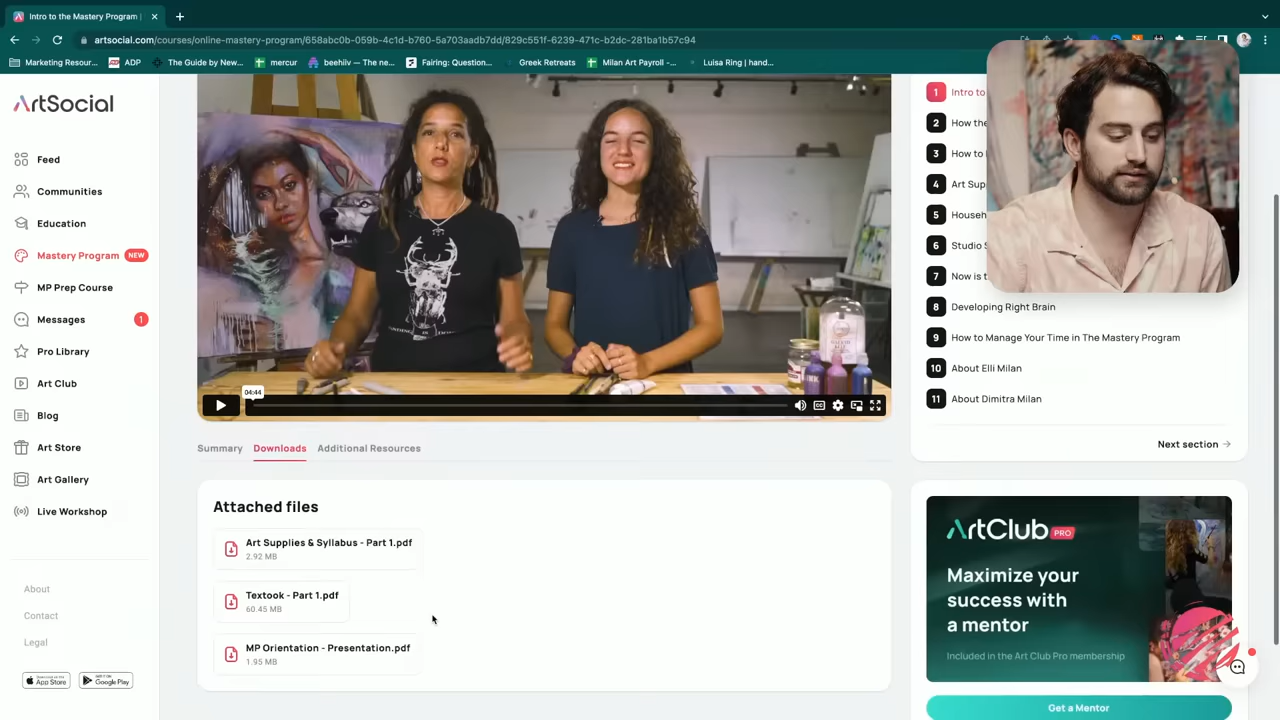 Intro to the Mastery Program |
artsocial.com/courses/online-mastery-program/658abc0b-059b-4c1d-b760-5a703aadb7dd/829c551f-6239-471c-b2dc-281ba1b57c94
Marketing Resour...
ADP
The Guide by New...
mercur
beehiiv — The ne...
Fairing: Question...
Greek Retreats
Milan Art Payroll -...
Luisa Ring | hand...
ArtSocial
Feed
Communities
Education
Mastery Program NEW
MP Prep Course
Messages 1
Pro Library
Art Club
Blog
Art Store
Art Gallery
Live Workshop
About
Contact
Legal
App Store
Google Play
04:44
CC
Summary
Downloads
Additional Resources
Attached files
Art Supplies & Syllabus - Part 1.pdf
2.92 MB
Textook - Part 1.pdf
60.45 MB
MP Orientation - Presentation.pdf
1.95 MB
1 Intro to
2 How the
3 How to
4 Art Sup
5 Househ
6 Studio S
7 Now is t
8 Developing Right Brain
9 How to Manage Your Time in The Mastery Program
10 About Elli Milan
11 About Dimitra Milan
Next section
ArtClub PRO
Maximize your
success with
a mentor
Included in the Art Club Pro membership
Get a Mentor